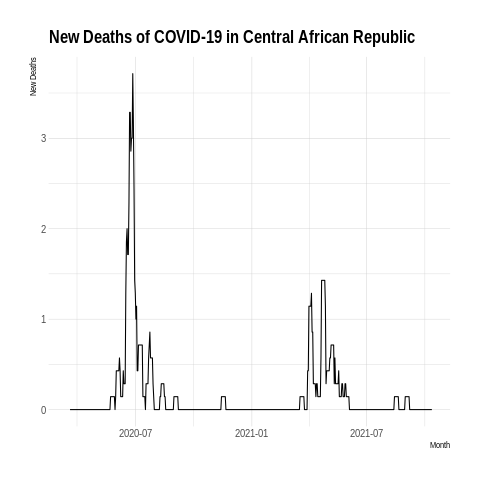 New Deaths of COVID-19 in Central African Republic
New Deaths
3
2
1
0
2020-07
2021-01
2021-07
Month